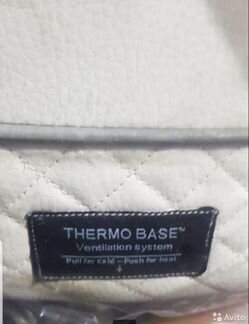 THERMO BASE™
Ventilation system
Pull for cold – Push for heat
Avito